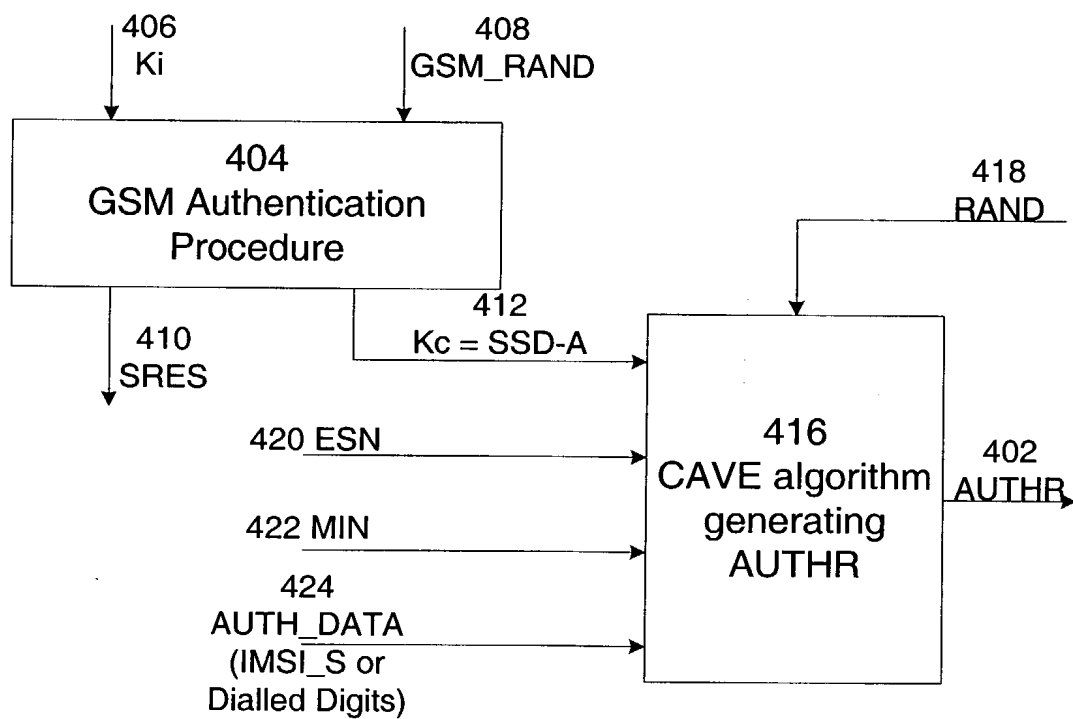 406
Ki
408
GSM_RAND
404
GSM Authentication
Procedure
418
RAND
410
SRES
412
Kc = SSD-A
420 ESN
422 MIN
424
AUTH_DATA
(IMSI_S or
Dialled Digits)
416
CAVE algorithm
generating
AUTHR
402
AUTHR